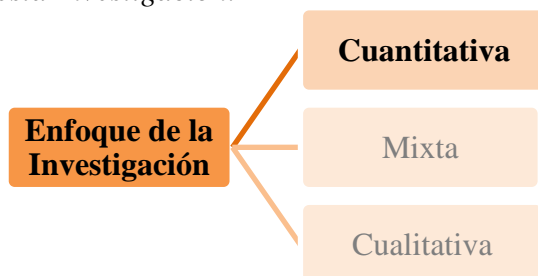 Cuantitativa
Enfoque de la
Investigación
Mixta
Cualitativa